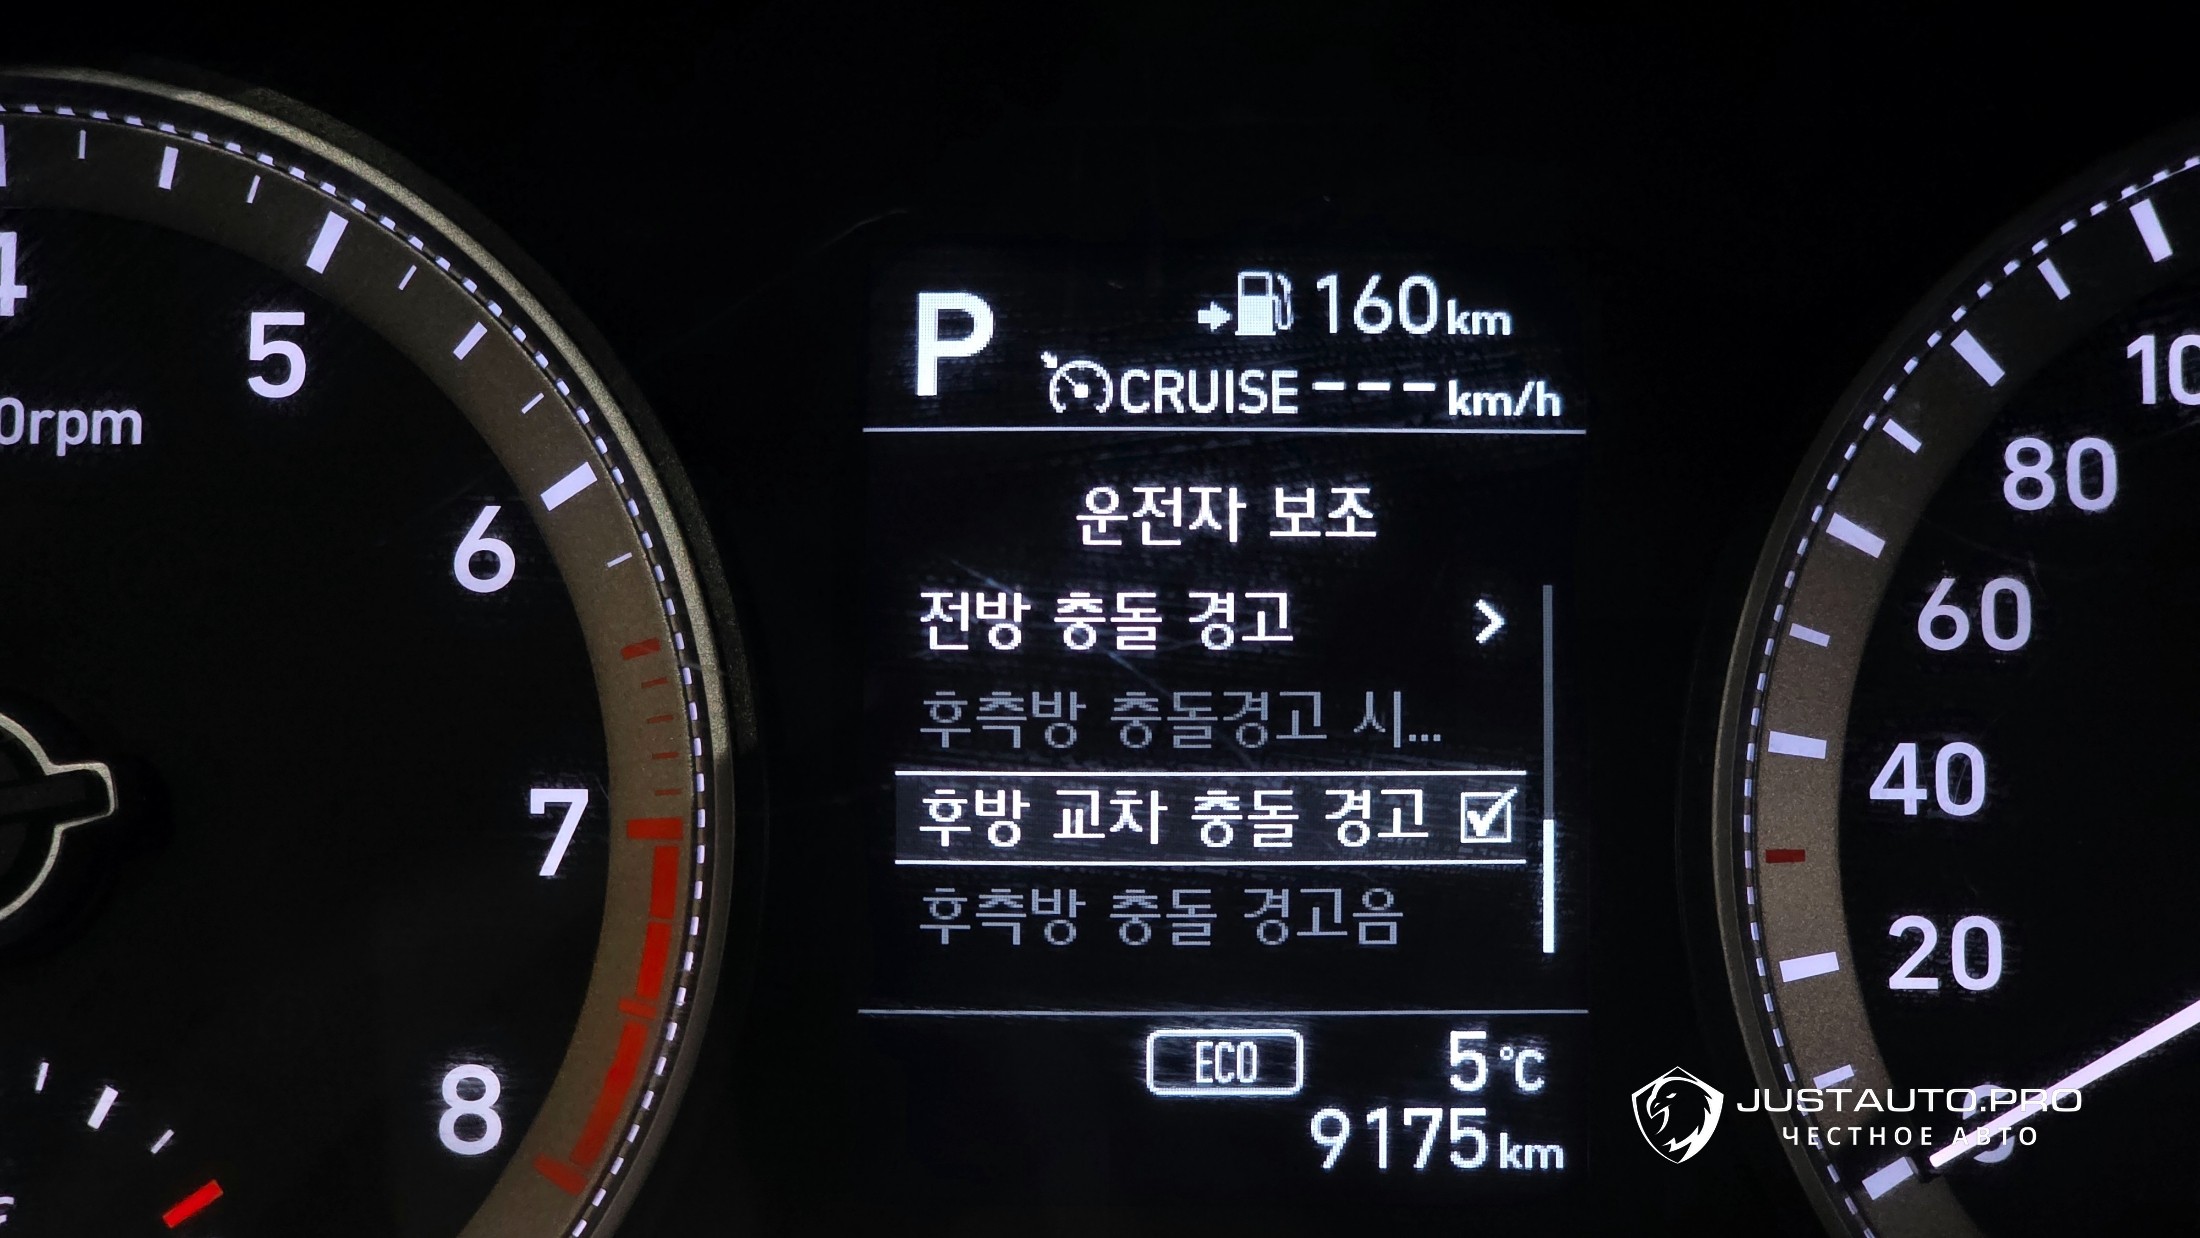 P
160km
CRUISE---km/h
운전자 보조
전방 충돌 경고 >
후측방 충돌경고 시...
후방 교차 충돌 경고
후측방 충돌 경고음
ECO
5℃
9175km
4
5
0rpm
6
7
8
10
80
60
40
20
0
JUSTAUTO.PRO
ЧЕСТНОЕ АВТО